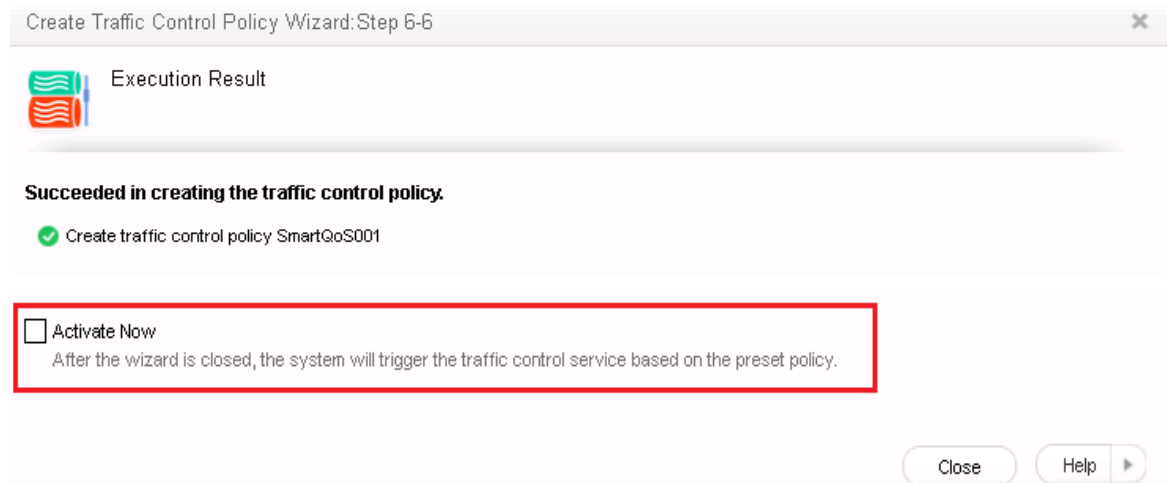 Create Traffic Control Policy Wizard:Step 6-6
Execution Result
Succeeded in creating the traffic control policy.
Create traffic control policy SmartQoS001
Activate Now
After the wizard is closed, the system will trigger the traffic control service based on the preset policy.
Close
Help